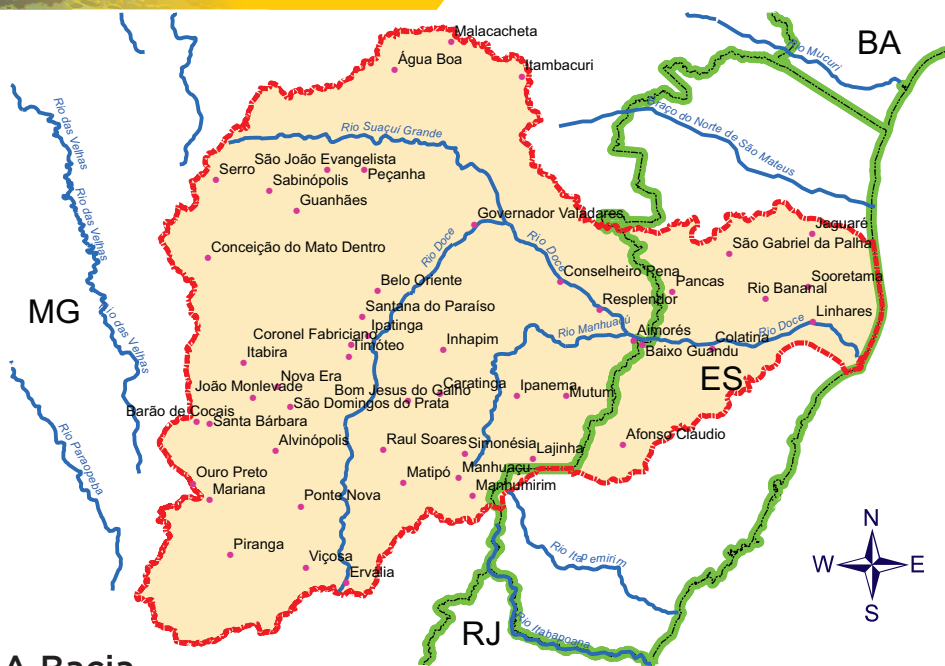 Malacacheta
BA
Água Boa
Itambacuri
Rio Mucuri
Rio das Velhas
Braço do Norte de São Mateus
Rio Suaçuí Grande
São João Evangelista
Serro
Peçanha
Sabinópolis
Guanhães
Rio das Velhas
Governador Valadares
Jaguaré
São Gabriel da Palha
Conceição do Mato Dentro
Rio Doce
Rio Doce
Conselheiro Pena
Pancas
Sooretama
Rio Bananal
Belo Oriente
MG
Santana do Paraíso
Resplendor
Linhares
Rio das Velhas
Coronel Fabriciano
Ipatinga
Rio Manhuaçú
Aimorés
Rio Doce
Timóteo
Inhapim
Colatina
Baixo Guandu
Itabira
ES
Nova Era
João Monlevade
Bom Jesus do Galho
Caratinga
Ipanema
Mutum
São Domingos do Prata
Barão de Cocais
Santa Bárbara
Rio Paraopeba
Alvinópolis
Raul Soares
Simonésia
Lajinha
Afonso Cláudio
Ouro Preto
Matipó
Manhuaçu
Mariana
Manhumirim
Ponte Nova
N
Piranga
Viçosa
Rio Itapemirim
W
E
Ervália
S
RJ
Rio Itabapoana
A Bacia